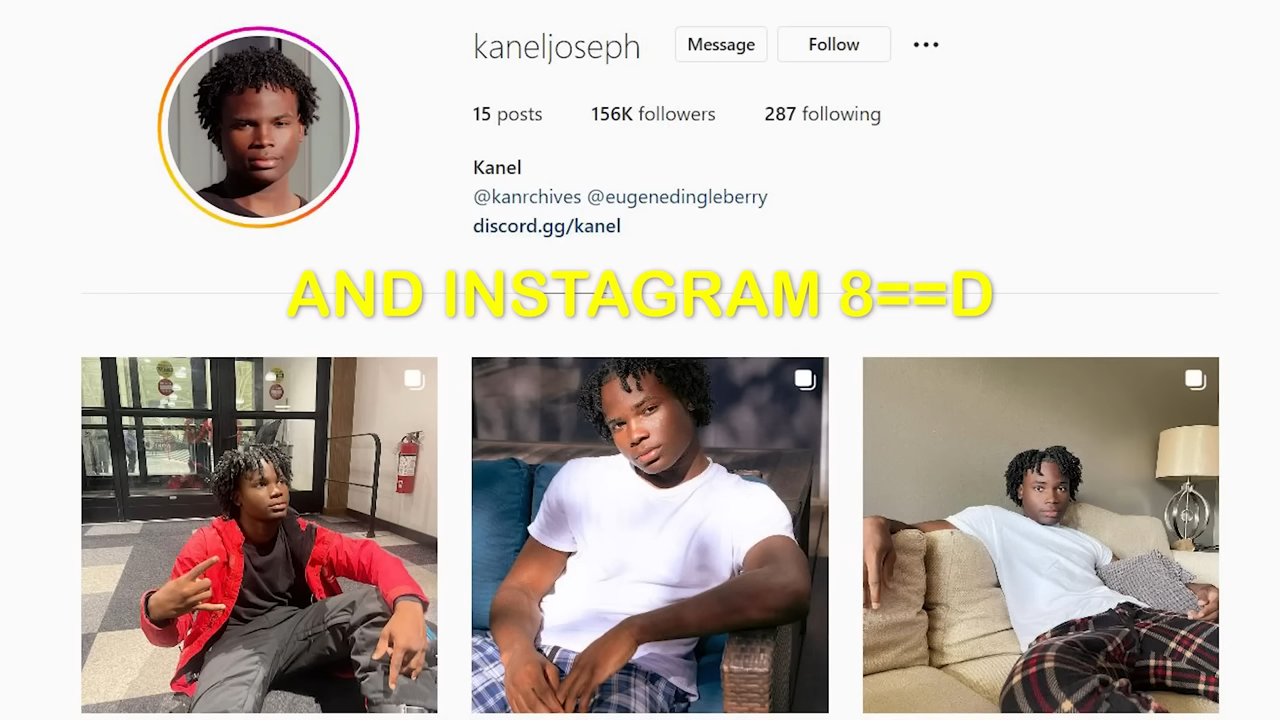 kaneljoseph Message Follow
15 posts 156K followers 287 following
Kanel
@kanrchives @eugenedingleberry
discord.gg/kanel
AND INSTAGRAM 8==D